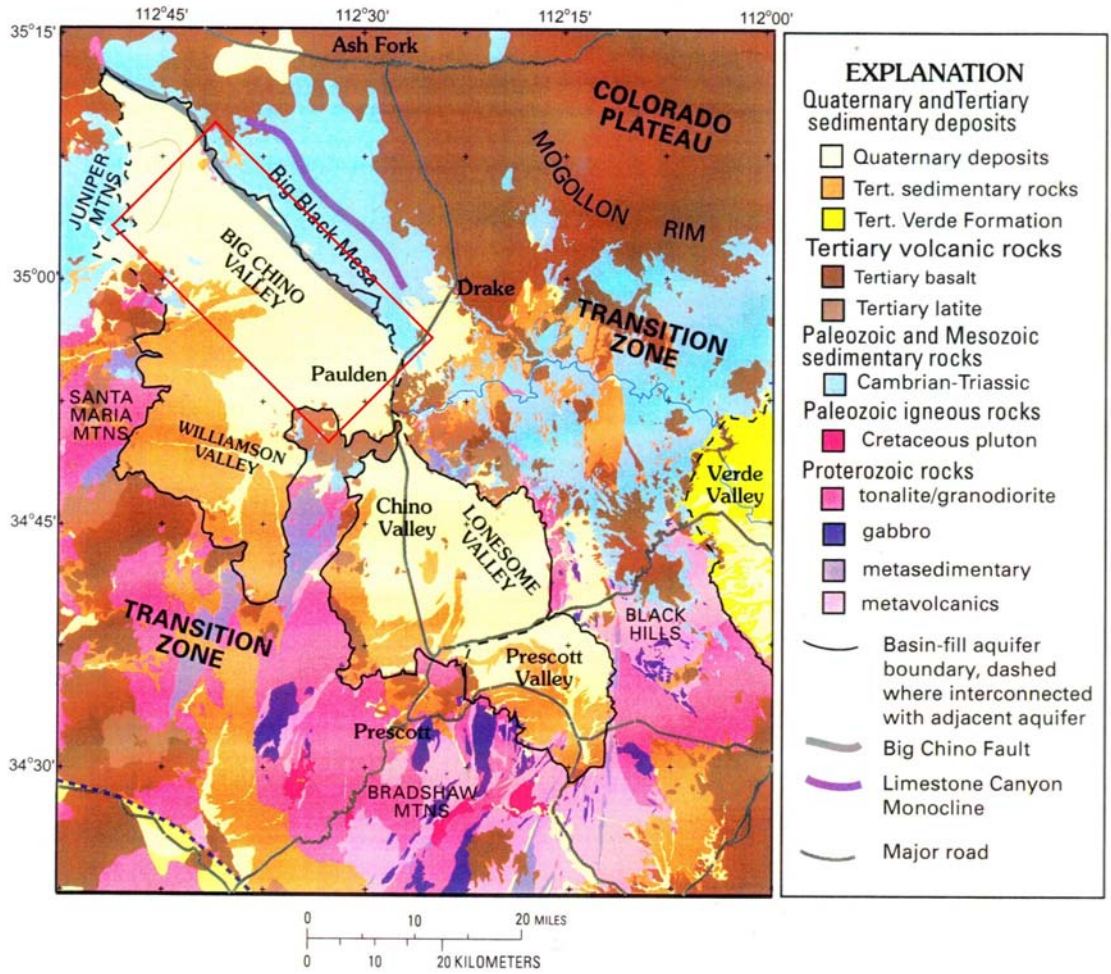 112°45' 112°30' 112°15' 112°00'
35°15'
35°00'
34°45'
34°30'
Ash Fork
COLORADO
PLATEAU
MOGOLLON RIM
JUNIPER
MTNS
Big Black Mesa
BIG CHINO
VALLEY
Drake
TRANSITION
ZONE
Paulden
SANTA
MARIA
MTNS
WILLIAMSON
VALLEY
Verde
Valley
Chino
Valley
LONESOME
VALLEY
TRANSITION
ZONE
BLACK
HILLS
Prescott
Valley
Prescott
BRADSHAW
MTNS
0 10 20 MILES
0 10 20 KILOMETERS
EXPLANATION
Quaternary andTertiary
sedimentary deposits
Quaternary deposits
Tert. sedimentary rocks
Tert. Verde Formation
Tertiary volcanic rocks
Tertiary basalt
Tertiary latite
Paleozoic and Mesozoic
sedimentary rocks
Cambrian-Triassic
Paleozoic igneous rocks
Cretaceous pluton
Proterozoic rocks
tonalite/granodiorite
gabbro
metasedimentary
metavolcanics
Basin-fill aquifer
boundary, dashed
where interconnected
with adjacent aquifer
Big Chino Fault
Limestone Canyon
Monocline
Major road